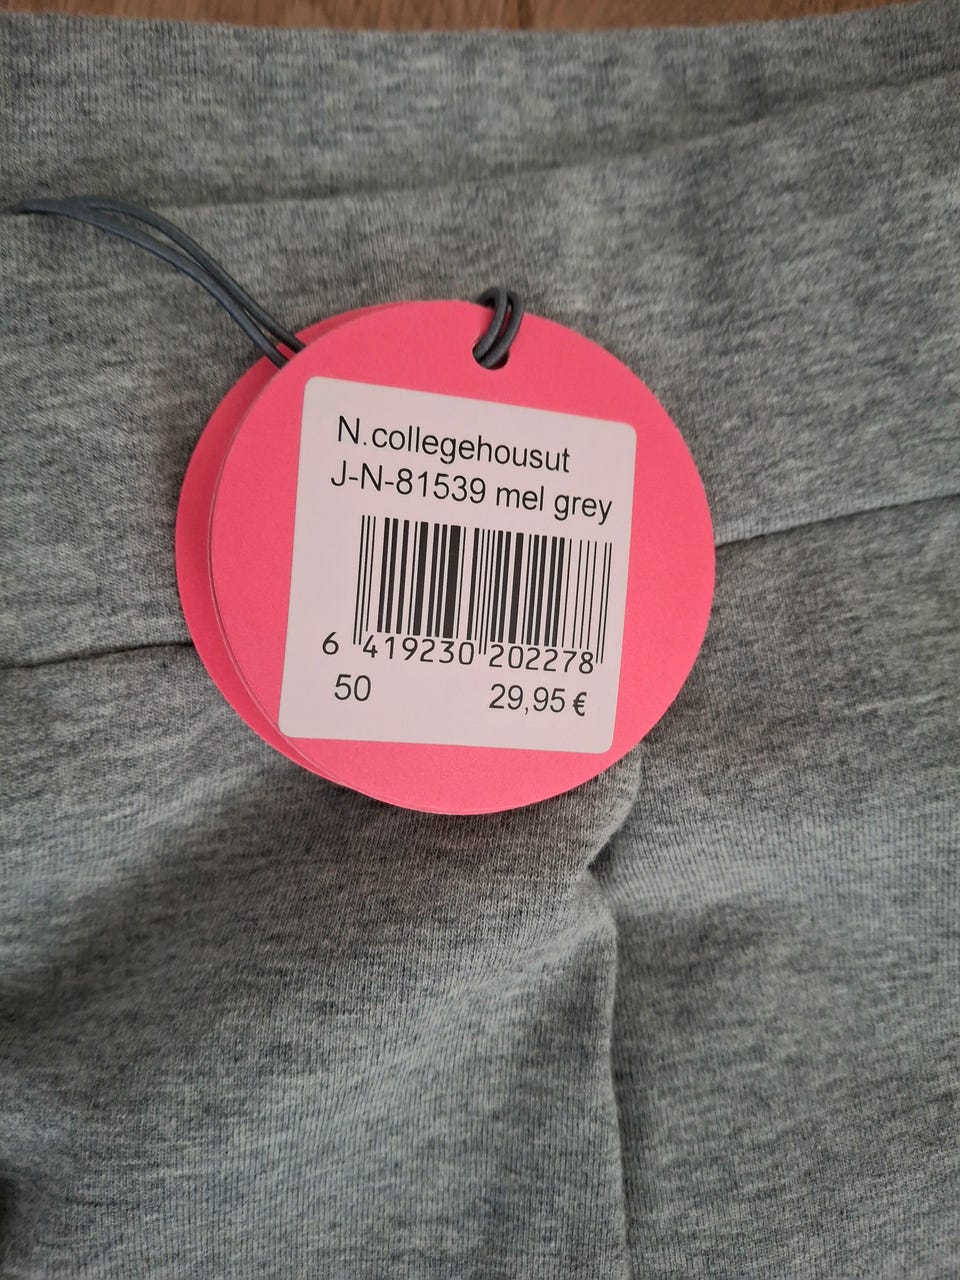 N.collegehousut
J-N-81539 mel grey
6 419230 202278
50 29,95 €